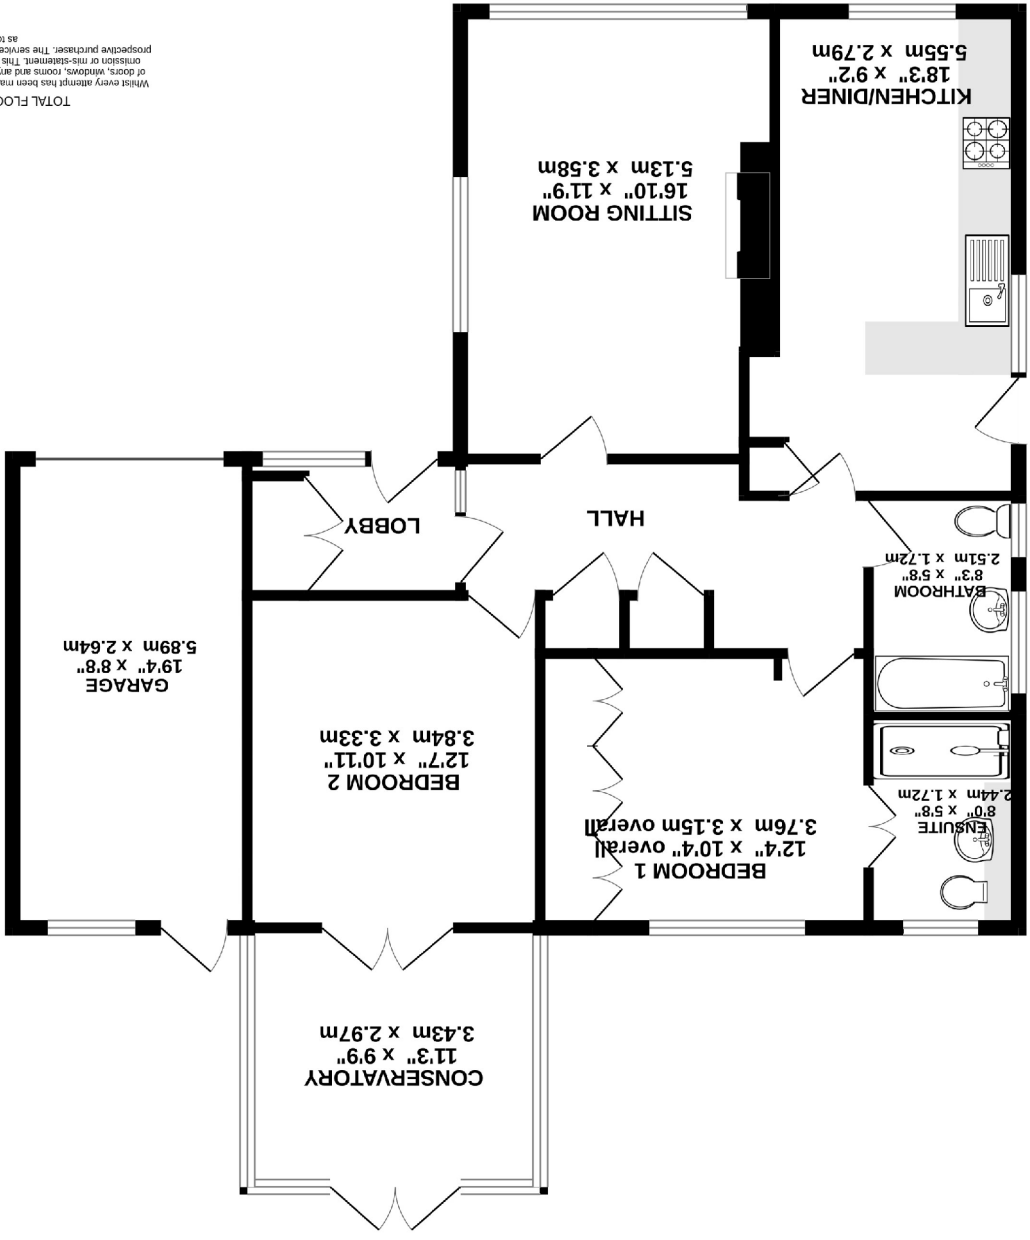 CONSERVATORY
11'3" x 9'9"
3.43m x 2.97m
ENSUITE
8'0" x 5'8"
2.44m x 1.72m
BEDROOM 1
12'4" x 10'4" overall
3.76m x 3.15m overall
BEDROOM 2
12'7" x 10'11"
3.84m x 3.33m
GARAGE
19'4" x 8'8"
5.89m x 2.64m
BATHROOM
8'3" x 5'8"
2.51m x 1.72m
HALL
LOBBY
SITTING ROOM
16'10" x 11'9"
5.13m x 3.58m
KITCHEN/DINER
18'3" x 9'2"
5.55m x 2.79m
TOTAL
Whilst every attempt has been
of doors, windows, rooms and
omission or mis-statement. This
prospective purchaser. The
as to